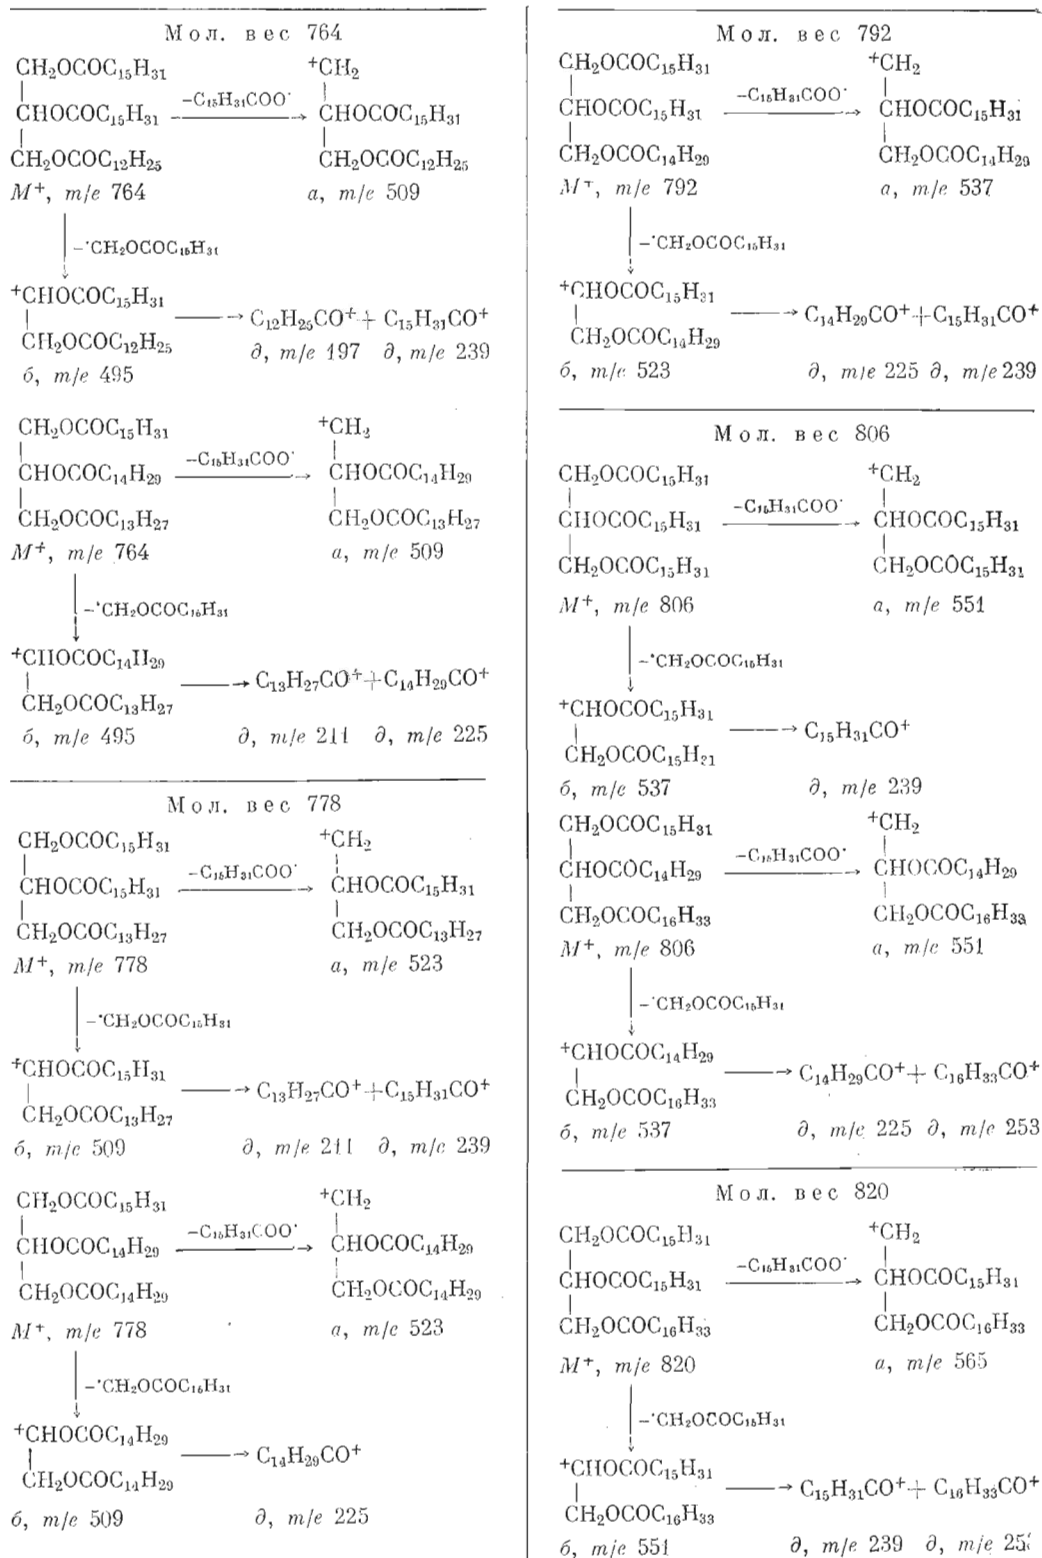 Мол. вес 764
CH₂OCOC₁₅H₃₁ ⁺CH₂
CHOCOC₁₅H₃₁ –C₁₅H₃₁COO˙ → CHOCOC₁₅H₃₁
CH₂OCOC₁₂H₂₅ CH₂OCOC₁₂H₂₅
M⁺, m/e 764 а, m/e 509
–˙CH₂OCOC₁₅H₃₁
⁺CHOCOC₁₅H₃₁ → C₁₂H₂₅CO⁺ + C₁₅H₃₁CO⁺
CH₂OCOC₁₂H₂₅ д, m/e 197 д, m/e 239
б, m/e 495
CH₂OCOC₁₅H₃₁ ⁺CH₂
CHOCOC₁₄H₂₉ –C₁₅H₃₁COO˙ → CHOCOC₁₄H₂₉
CH₂OCOC₁₃H₂₇ CH₂OCOC₁₃H₂₇
M⁺, m/e 764 а, m/e 509
–˙CH₂OCOC₁₅H₃₁
⁺CHOCOC₁₄H₂₉ → C₁₃H₂₇CO⁺ + C₁₄H₂₉CO⁺
CH₂OCOC₁₃H₂₇
б, m/e 495 д, m/e 211 д, m/e 225
Мол. вес 778
CH₂OCOC₁₅H₃₁ ⁺CH₂
CHOCOC₁₅H₃₁ –C₁₅H₃₁COO˙ → CHOCOC₁₅H₃₁
CH₂OCOC₁₃H₂₇ CH₂OCOC₁₃H₂₇
M⁺, m/e 778 а, m/e 523
–˙CH₂OCOC₁₅H₃₁
⁺CHOCOC₁₅H₃₁ → C₁₃H₂₇CO⁺ + C₁₅H₃₁CO⁺
CH₂OCOC₁₃H₂₇
б, m/e 509 д, m/e 211 д, m/e 239
CH₂OCOC₁₅H₃₁ ⁺CH₂
CHOCOC₁₄H₂₉ –C₁₅H₃₁COO˙ → CHOCOC₁₄H₂₉
CH₂OCOC₁₄H₂₉ CH₂OCOC₁₄H₂₉
M⁺, m/e 778 а, m/e 523
–˙CH₂OCOC₁₅H₃₁
⁺CHOCOC₁₄H₂₉ → C₁₄H₂₉CO⁺
CH₂OCOC₁₄H₂₉
б, m/e 509 д, m/e 225
Мол. вес 792
CH₂OCOC₁₅H₃₁ ⁺CH₂
CHOCOC₁₅H₃₁ –C₁₅H₃₁COO˙ → CHOCOC₁₅H₃₁
CH₂OCOC₁₄H₂₉ CH₂OCOC₁₄H₂₉
M⁺, m/e 792 а, m/e 537
–˙CH₂OCOC₁₅H₃₁
⁺CHOCOC₁₅H₃₁ → C₁₄H₂₉CO⁺ + C₁₅H₃₁CO⁺
CH₂OCOC₁₄H₂₉
б, m/e 523 д, m/e 225 д, m/e 239
Мол. вес 806
CH₂OCOC₁₅H₃₁ ⁺CH₂
CHOCOC₁₅H₃₁ –C₁₅H₃₁COO˙ → CHOCOC₁₅H₃₁
CH₂OCOC₁₅H₃₁ CH₂OCOC₁₅H₃₁
M⁺, m/e 806 а, m/e 551
–˙CH₂OCOC₁₅H₃₁
⁺CHOCOC₁₅H₃₁ → C₁₅H₃₁CO⁺
CH₂OCOC₁₅H₃₁
б, m/e 537 д, m/e 239
CH₂OCOC₁₅H₃₁ ⁺CH₂
CHOCOC₁₄H₂₉ –C₁₅H₃₁COO˙ → CHOCOC₁₄H₂₉
CH₂OCOC₁₆H₃₃ CH₂OCOC₁₆H₃₃
M⁺, m/e 806 а, m/e 551
–˙CH₂OCOC₁₅H₃₁
⁺CHOCOC₁₄H₂₉ → C₁₄H₂₉CO⁺ + C₁₆H₃₃CO⁺
CH₂OCOC₁₆H₃₃
б, m/e 537 д, m/e 225 д, m/e 253
Мол. вес 820
CH₂OCOC₁₅H₃₁ ⁺CH₂
CHOCOC₁₅H₃₁ –C₁₅H₃₁COO˙ → CHOCOC₁₅H₃₁
CH₂OCOC₁₆H₃₃ CH₂OCOC₁₆H₃₃
M⁺, m/e 820 а, m/e 565
–˙CH₂OCOC₁₅H₃₁
⁺CHOCOC₁₅H₃₁ → C₁₅H₃₁CO⁺ + C₁₆H₃₃CO⁺
CH₂OCOC₁₆H₃₃
б, m/e 551 д, m/e 239 д, m/e